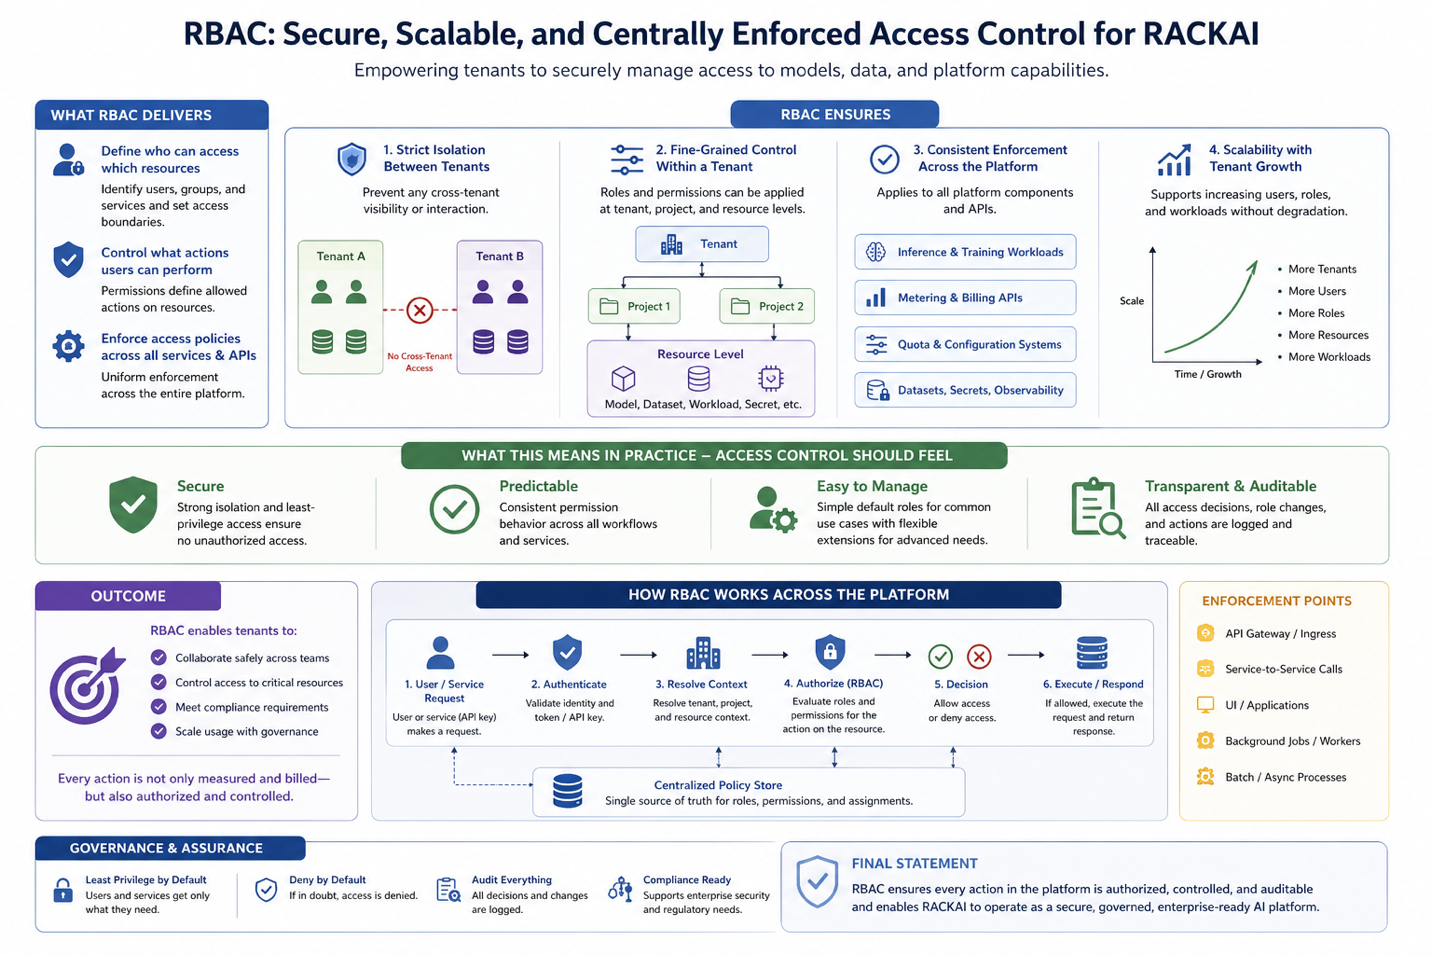 RBAC: Secure, Scalable, and Centrally Enforced Access Control for RACKAI
Empowering tenants to securely manage access to models, data, and platform capabilities.
WHAT RBAC DELIVERS
Define who can access
which resources
Identify users, groups, and
services and set access
boundaries.
Control what actions
users can perform
Permissions define allowed
actions on resources.
Enforce access policies
across all services & APIs
Uniform enforcement
across the entire platform.
RBAC ENSURES
1. Strict Isolation
Between Tenants
Prevent any cross-tenant
visibility or interaction.
Tenant A
Tenant B
No Cross-Tenant
Access
2. Fine-Grained Control
Within a Tenant
Roles and permissions can be applied
at tenant, project, and resource levels.
Tenant
Project 1
Project 2
Resource Level
Model, Dataset, Workload, Secret, etc.
3. Consistent Enforcement
Across the Platform
Applies to all platform components
and APIs.
Inference & Training Workloads
Metering & Billing APIs
Quota & Configuration Systems
Datasets, Secrets, Observability
4. Scalability with
Tenant Growth
Supports increasing users, roles,
and workloads without degradation.
Scale
Time / Growth
• More Tenants
• More Users
• More Roles
• More Resources
• More Workloads
WHAT THIS MEANS IN PRACTICE – ACCESS CONTROL SHOULD FEEL
Secure
Strong isolation and least-
privilege access ensure
no unauthorized access.
Predictable
Consistent permission
behavior across all workflows
and services.
Easy to Manage
Simple default roles for common
use cases with flexible
extensions for advanced needs.
Transparent & Auditable
All access decisions, role changes,
and actions are logged and
traceable.
OUTCOME
RBAC enables tenants to:
Collaborate safely across teams
Control access to critical resources
Meet compliance requirements
Scale usage with governance
Every action is not only measured and billed—
but also authorized and controlled.
HOW RBAC WORKS ACROSS THE PLATFORM
1. User / Service
Request
User or service (API key)
makes a request.
2. Authenticate
Validate identity and
token / API key.
3. Resolve Context
Resolve tenant, project,
and resource context.
4. Authorize (RBAC)
Evaluate roles and
permissions for the
action on the resource.
5. Decision
Allow access
or deny access.
6. Execute / Respond
If allowed, execute the
request and return
response.
Centralized Policy Store
Single source of truth for roles, permissions, and assignments.
ENFORCEMENT POINTS
API Gateway / Ingress
Service-to-Service Calls
UI / Applications
Background Jobs / Workers
Batch / Async Processes
GOVERNANCE & ASSURANCE
Least Privilege by Default
Users and services get only
what they need.
Deny by Default
If in doubt, access is denied.
Audit Everything
All decisions and changes
are logged.
Compliance Ready
Supports enterprise security
and regulatory needs.
FINAL STATEMENT
RBAC ensures every action in the platform is authorized, controlled, and auditable
and enables RACKAI to operate as a secure, governed, enterprise-ready AI platform.